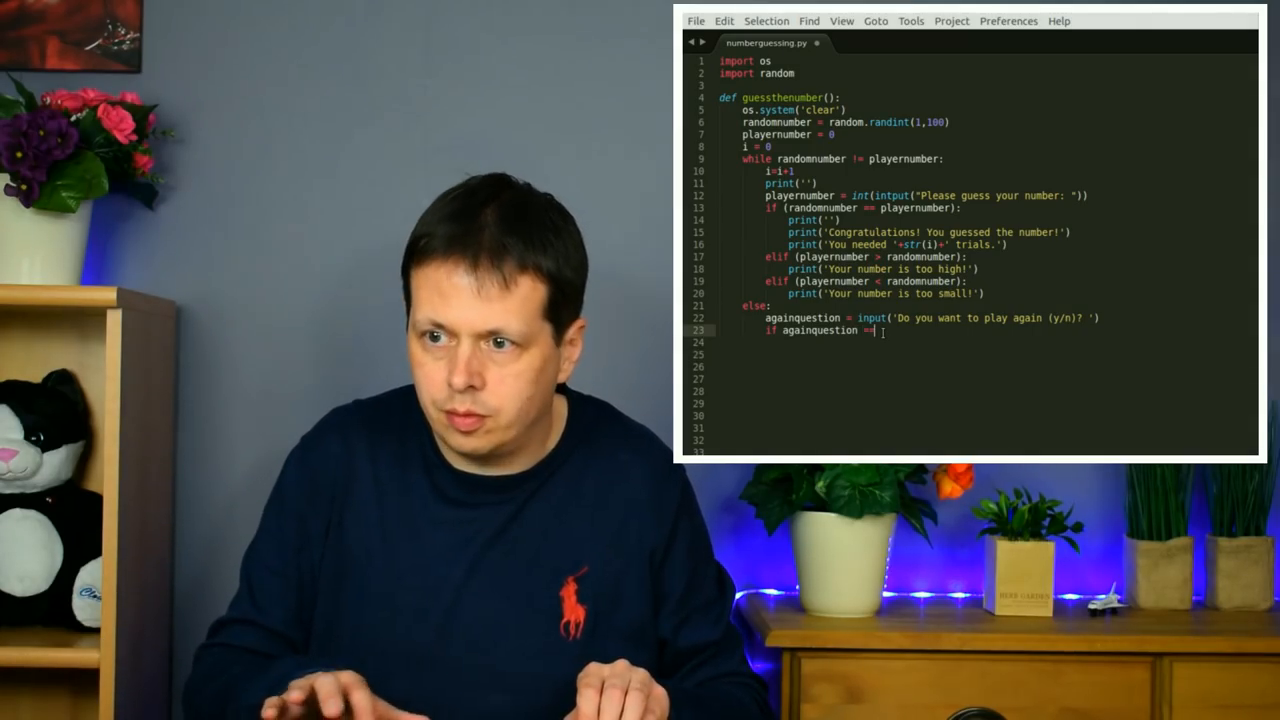 File Edit Selection Find View Goto Tools Project Preferences Help
numberguessing.py
1 import os
2 import random
3
4 def guessthenumber():
5 os.system('clear')
6 randomnumber = random.randint(1,100)
7 playernumber = 0
8 i = 0
9 while randomnumber != playernumber:
10 i=i+1
11 print('')
12 playernumber = int(intput("Please guess your number: "))
13 if (randomnumber == playernumber):
14 print('')
15 print('Congratulations! You guessed the number!')
16 print('You needed '+str(i)+' trials.')
17 elif (playernumber > randomnumber):
18 print('Your number is too high!')
19 elif (playernumber < randomnumber):
20 print('Your number is too small!')
21 else:
22 againquestion = input('Do you want to play again (y/n)? ')
23 if againquestion ==
24
25
26
27
28
29
30
31
32
33
HERB GARDEN